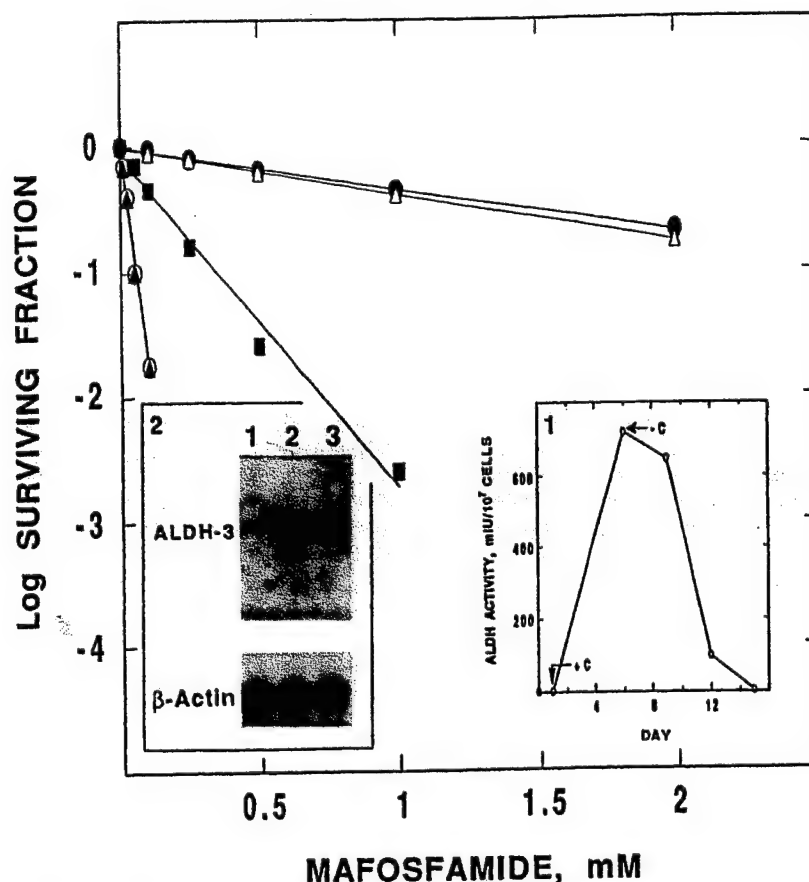 Log SURVIVING FRACTION
0
-1
-2
-3
-4
0.5
1
1.5
2
MAFOSFAMIDE, mM
2
1 2 3
ALDH-3
β-Actin
1
ALDH ACTIVITY, mIU/10⁷ CELLS
600
400
200
+C
4
8
12
DAY